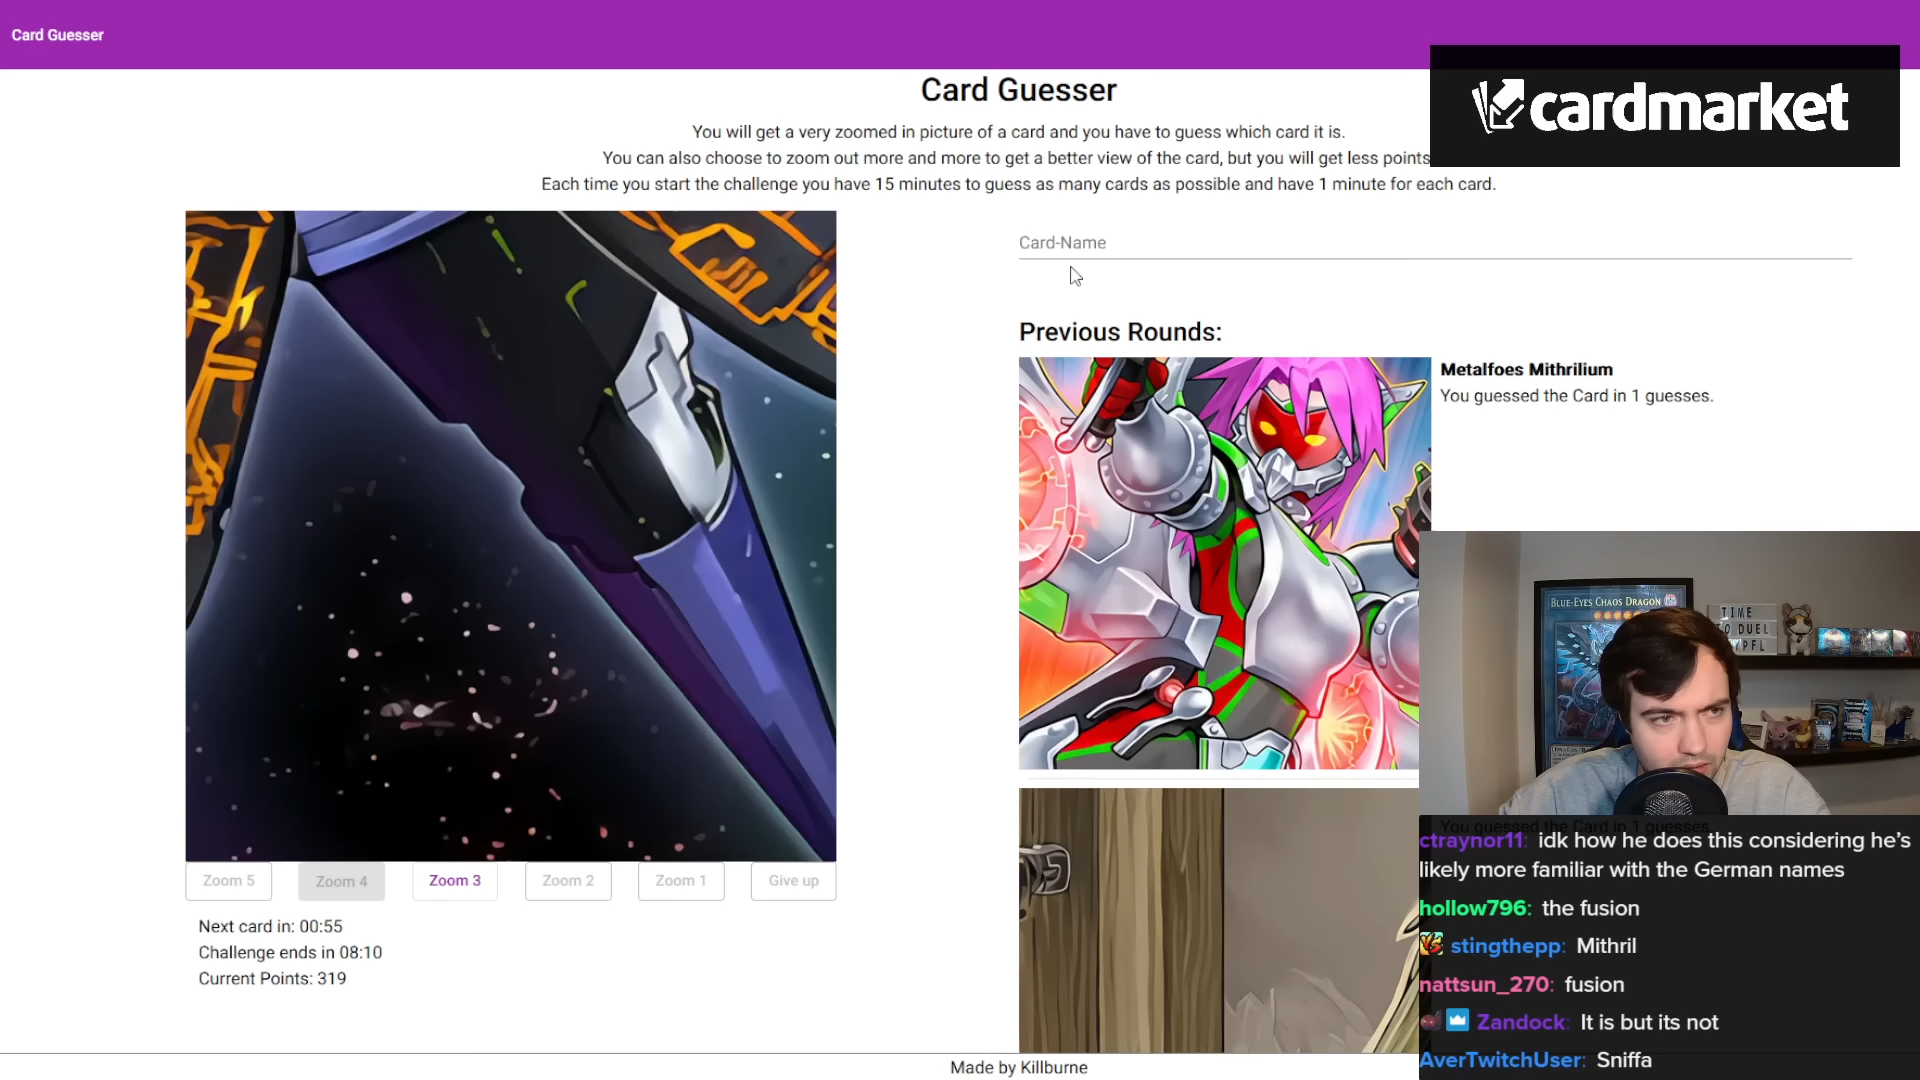 Card Guesser
cardmarket
Card Guesser
You will get a very zoomed in picture of a card and you have to guess which card it is.
You can also choose to zoom out more and more to get a better view of the card, but you will get less points
Each time you start the challenge you have 15 minutes to guess as many cards as possible and have 1 minute for each card.
Card-Name
Previous Rounds:
Metalfoes Mithrilium
You guessed the Card in 1 guesses.
BLUE-EYES CHAOS DRAGON
TIME
TO DUEL
Zoom 5
Zoom 4
Zoom 3
Zoom 2
Zoom 1
Give up
Next card in: 00:55
Challenge ends in 08:10
Current Points: 319
You guessed the Card in 1 guesses.
ctraynor11: idk how he does this considering he's
likely more familiar with the German names
hollow796: the fusion
stingthepp: Mithril
nattsun_270: fusion
Zandock: It is but its not
AverTwitchUser: Sniffa
Made by Killburne